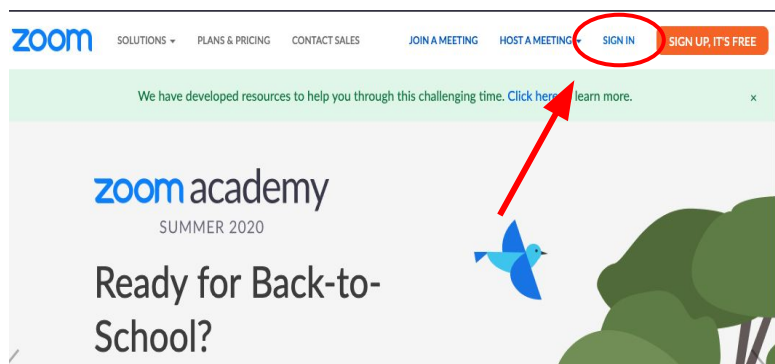 zoom SOLUTIONS PLANS & PRICING CONTACT SALES JOIN A MEETING HOST A MEETING SIGN IN SIGN UP, IT'S FREE
We have developed resources to help you through this challenging time. Click here learn more. ×
zoom academy
SUMMER 2020
Ready for Back-to-
School?